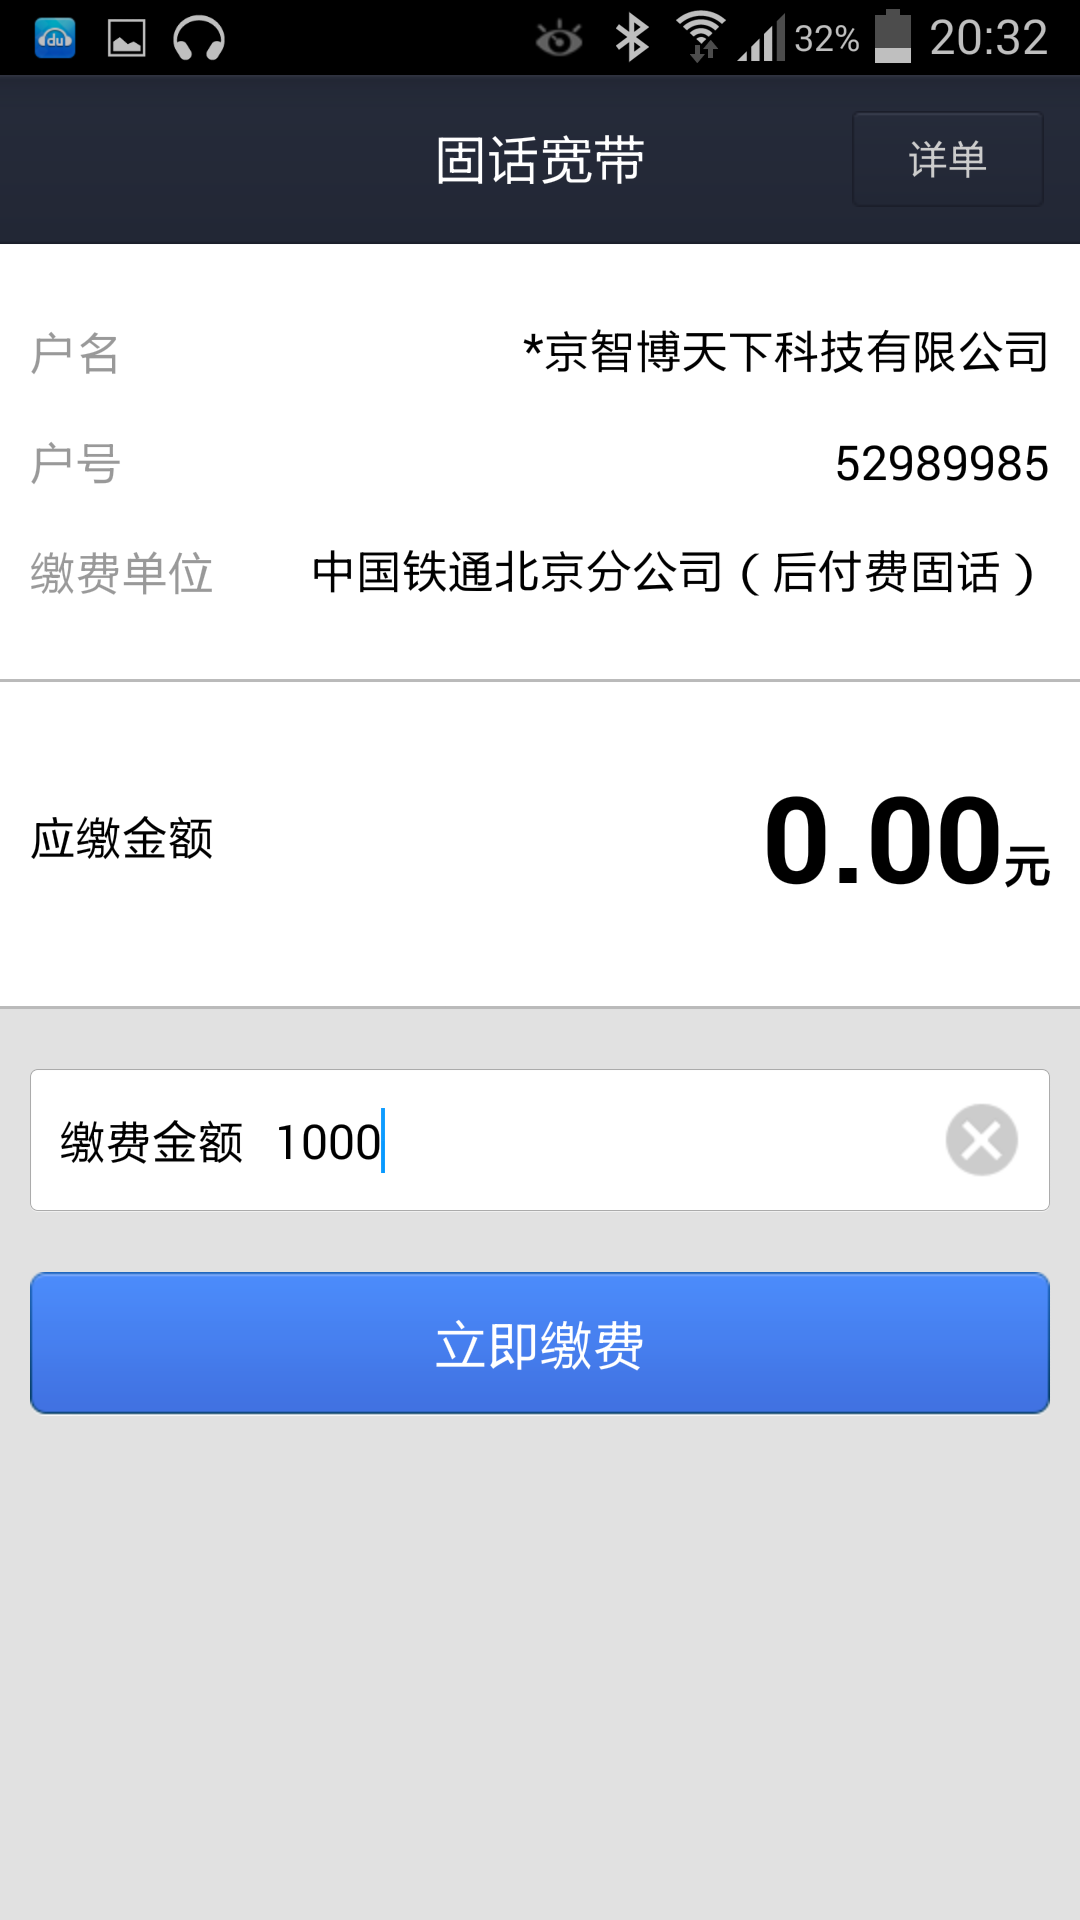 du 32% 20:32
固话宽带 详单
户名 *京智博天下科技有限公司
户号 52989985
缴费单位 中国铁通北京分公司（后付费固话）
应缴金额 0.00元
缴费金额 1000
立即缴费